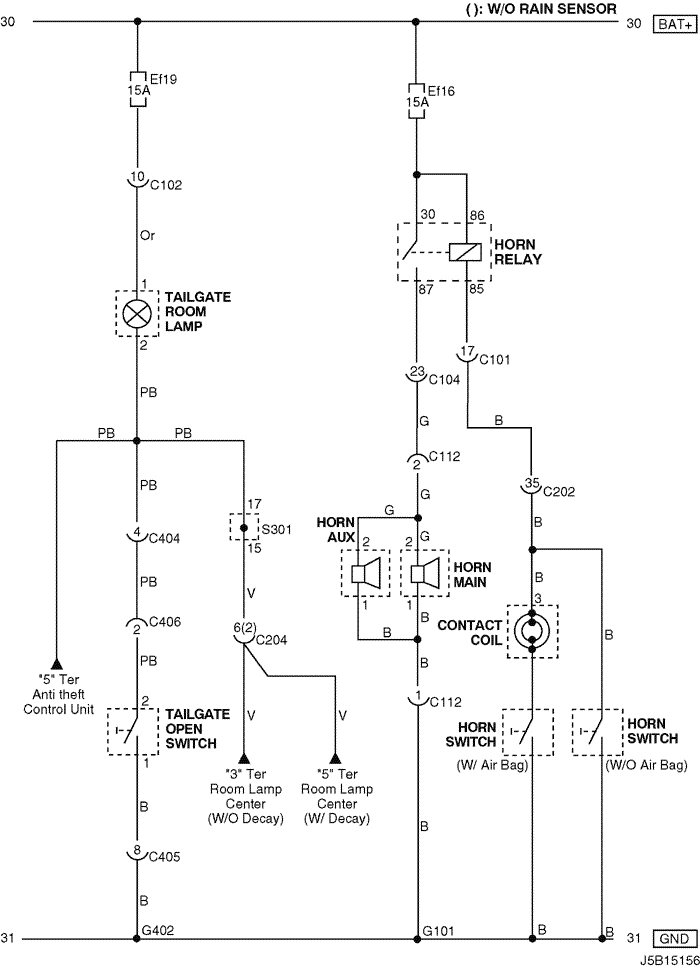 ( ): W/O RAIN SENSOR
30
30
BAT+
Ef19
15A
Ef16
15A
10
C102
30
86
Or
HORN
RELAY
87
85
1
TAILGATE
ROOM
LAMP
2
17
C101
23
C104
PB
G
B
PB
PB
C112
2
35
C202
PB
G
17
S301
15
G
B
4
C404
HORN
AUX
2
2
G
HORN
MAIN
PB
V
1
1
B
3
C406
2
6(2)
C204
B
B
CONTACT
COIL
B
PB
B
"5" Ter
Anti theft
Control Unit
2
TAILGATE
OPEN
SWITCH
1
V
V
1
C112
HORN
SWITCH
(W/ Air Bag)
HORN
SWITCH
(W/O Air Bag)
"3" Ter
Room Lamp
Center
(W/O Decay)
"5" Ter
Room Lamp
Center
(W/ Decay)
B
B
8
C405
B
G402
G101
B
B
31
31
GND
J5B15156